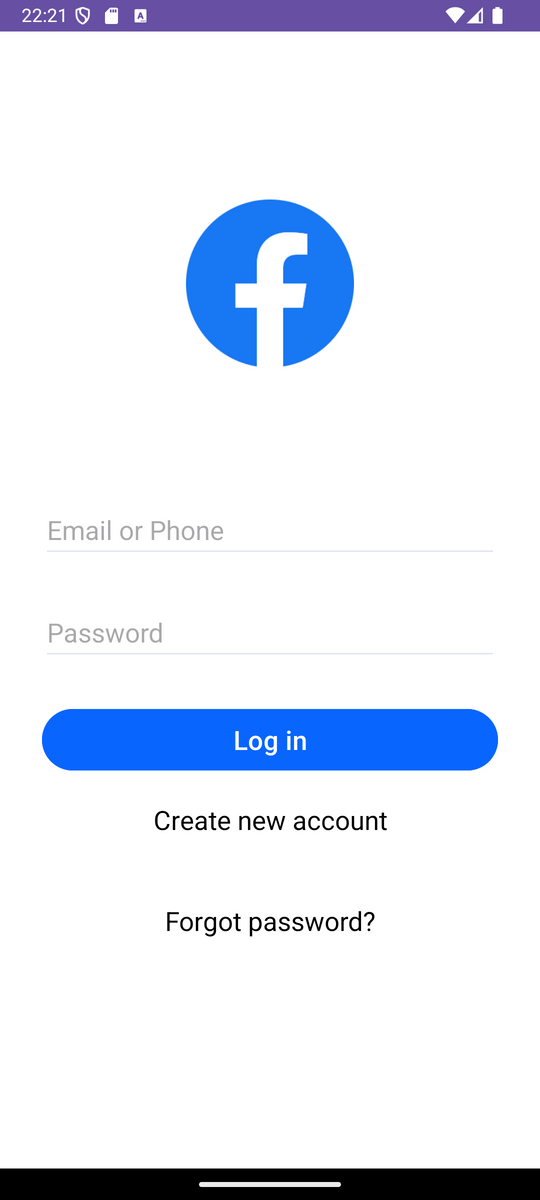 22:21
Email or Phone
Password
Log in
Create new account
Forgot password?